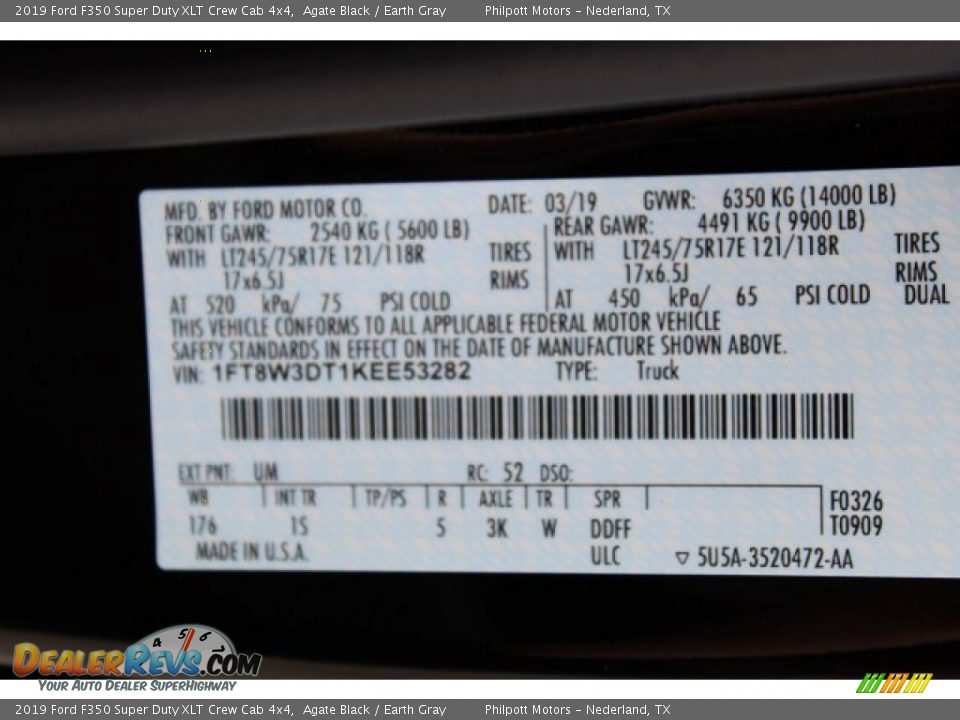 2019 Ford F350 Super Duty XLT Crew Cab 4x4, Agate Black / Earth Gray Philpott Motors - Nederland, TX
MFD. BY FORD MOTOR CO. DATE: 03/19 GVWR: 6350 KG (14000 LB)
FRONT GAWR: 2540 KG ( 5600 LB) REAR GAWR: 4491 KG ( 9900 LB)
WITH LT245/75R17E 121/118R TIRES WITH LT245/75R17E 121/118R TIRES
17x6.5J RIMS 17x6.5J RIMS
AT 520 kPa/ 75 PSI COLD AT 450 kPa/ 65 PSI COLD DUAL
THIS VEHICLE CONFORMS TO ALL APPLICABLE FEDERAL MOTOR VEHICLE
SAFETY STANDARDS IN EFFECT ON THE DATE OF MANUFACTURE SHOWN ABOVE.
VIN: 1FT8W3DT1KEE53282 TYPE: Truck
EXT PNT: UM RC: 52 DSO:
WB INT TR TP/PS R AXLE TR SPR F0326
176 1S 5 3K W DDFF T0909
MADE IN U.S.A. ULC 5U5A-3520472-AA
4 5 6
DEALERREVS.COM
YOUR AUTO DEALER SUPERHIGHWAY
2019 Ford F350 Super Duty XLT Crew Cab 4x4, Agate Black / Earth Gray Philpott Motors - Nederland, TX